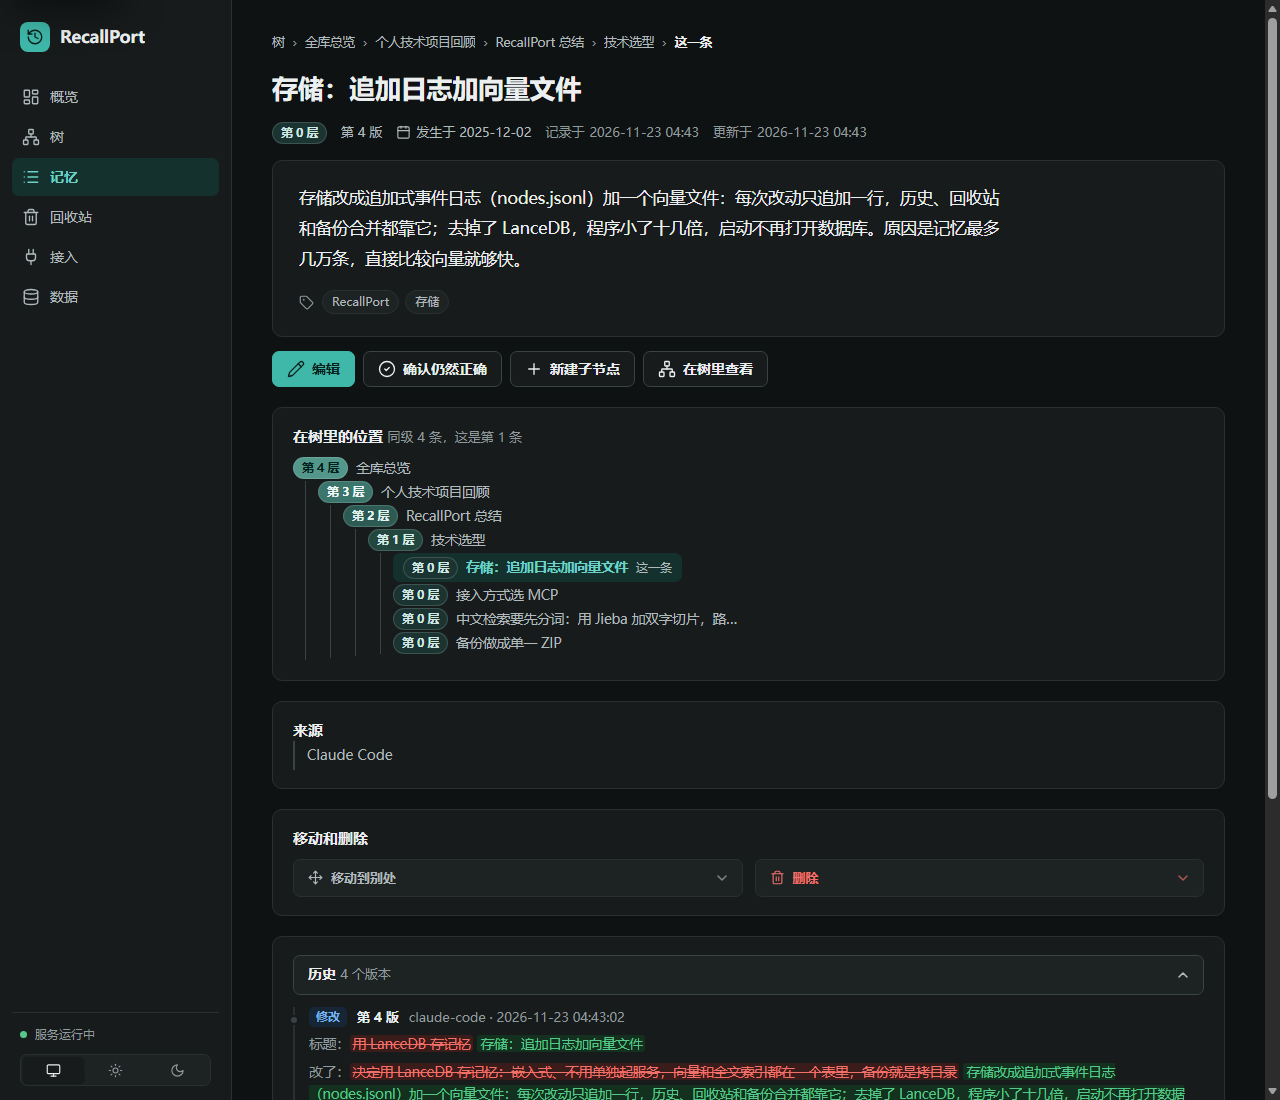 RecallPort
概览
树
记忆
回收站
接入
数据
服务运行中
树 › 全库总览 › 个人技术项目回顾 › RecallPort 总结 › 技术选型 › 这一条
存储：追加日志加向量文件
第 0 层 第 4 版 发生于 2025-12-02 记录于 2026-11-23 04:43 更新于 2026-11-23 04:43
存储改成追加式事件日志（nodes.jsonl）加一个向量文件：每次改动只追加一行，历史、回收站
和备份合并都靠它；去掉了 LanceDB，程序小了十几倍，启动不再打开数据库。原因是记忆最多
几万条，直接比较向量就够快。
RecallPort 存储
编辑 确认仍然正确 新建子节点 在树里查看
在树里的位置 同级 4 条，这是第 1 条
第 4 层 全库总览
第 3 层 个人技术项目回顾
第 2 层 RecallPort 总结
第 1 层 技术选型
第 0 层 存储：追加日志加向量文件 这一条
第 0 层 接入方式选 MCP
第 0 层 中文检索要先分词：用 Jieba 加双字切片，路...
第 0 层 备份做成单一 ZIP
来源
Claude Code
移动和删除
移动到别处 删除
历史 4 个版本
修改 第 4 版 claude-code · 2026-11-23 04:43:02
标题： 用 LanceDB 存记忆 存储：追加日志加向量文件
改了： 决定用 LanceDB 存记忆：嵌入式、不用单独起服务，向量和全文索引都在一个表里，备份就是拷目录 存储改成追加式事件日志
（nodes.jsonl）加一个向量文件：每次改动只追加一行，历史、回收站和备份合并都靠它；去掉了 LanceDB，程序小了十几倍，启动不再打开数据